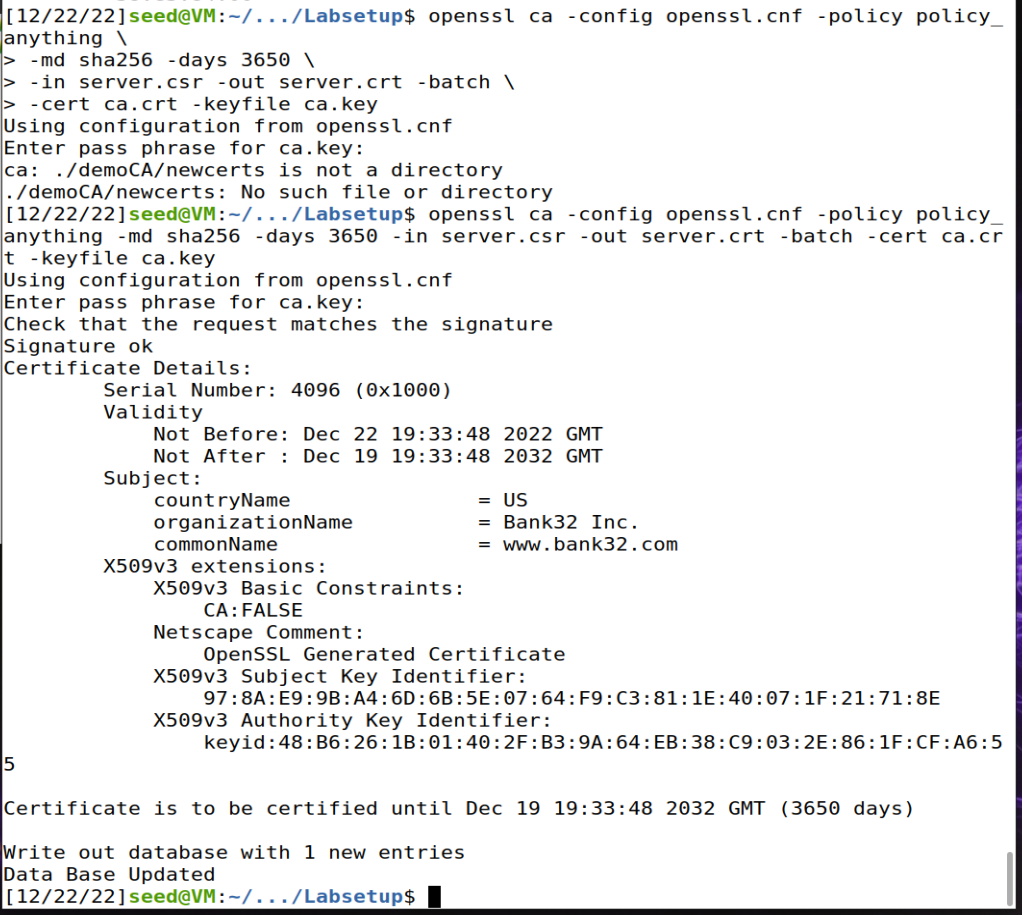 [12/22/22]seed@VM:~/.../Labsetup$ openssl ca -config openssl.cnf -policy policy_
anything \
> -md sha256 -days 3650 \
> -in server.csr -out server.crt -batch \
> -cert ca.crt -keyfile ca.key
Using configuration from openssl.cnf
Enter pass phrase for ca.key:
ca: ./demoCA/newcerts is not a directory
./demoCA/newcerts: No such file or directory
[12/22/22]seed@VM:~/.../Labsetup$ openssl ca -config openssl.cnf -policy policy_
anything -md sha256 -days 3650 -in server.csr -out server.crt -batch -cert ca.cr
t -keyfile ca.key
Using configuration from openssl.cnf
Enter pass phrase for ca.key:
Check that the request matches the signature
Signature ok
Certificate Details:
        Serial Number: 4096 (0x1000)
        Validity
            Not Before: Dec 22 19:33:48 2022 GMT
            Not After : Dec 19 19:33:48 2032 GMT
        Subject:
            countryName               = US
            organizationName          = Bank32 Inc.
            commonName                = www.bank32.com
        X509v3 extensions:
            X509v3 Basic Constraints:
                CA:FALSE
            Netscape Comment:
                OpenSSL Generated Certificate
            X509v3 Subject Key Identifier:
                97:8A:E9:9B:A4:6D:6B:5E:07:64:F9:C3:81:1E:40:07:1F:21:71:8E
            X509v3 Authority Key Identifier:
                keyid:48:B6:26:1B:01:40:2F:B3:9A:64:EB:38:C9:03:2E:86:1F:CF:A6:5
5

Certificate is to be certified until Dec 19 19:33:48 2032 GMT (3650 days)

Write out database with 1 new entries
Data Base Updated
[12/22/22]seed@VM:~/.../Labsetup$